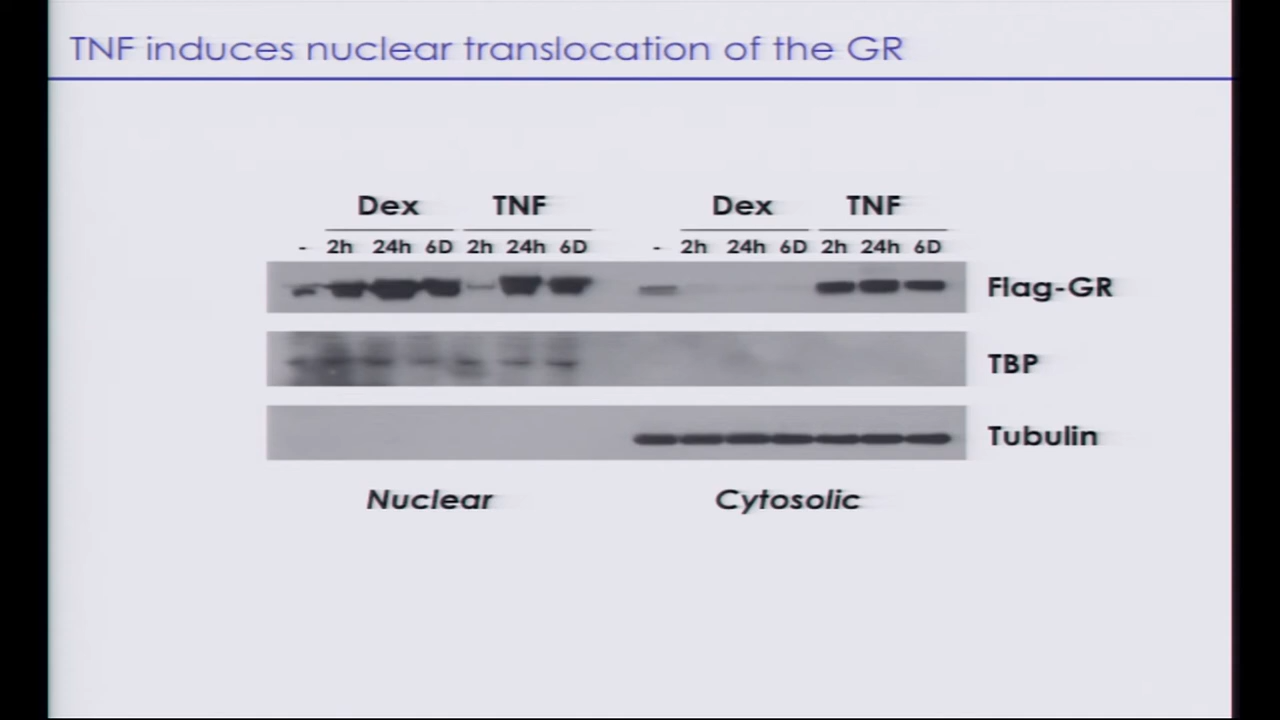 TNF induces nuclear translocation of the GR
Dex TNF Dex TNF
- 2h 24h 6D 2h 24h 6D - 2h 24h 6D 2h 24h 6D
Flag-GR
TBP
Tubulin
Nuclear Cytosolic